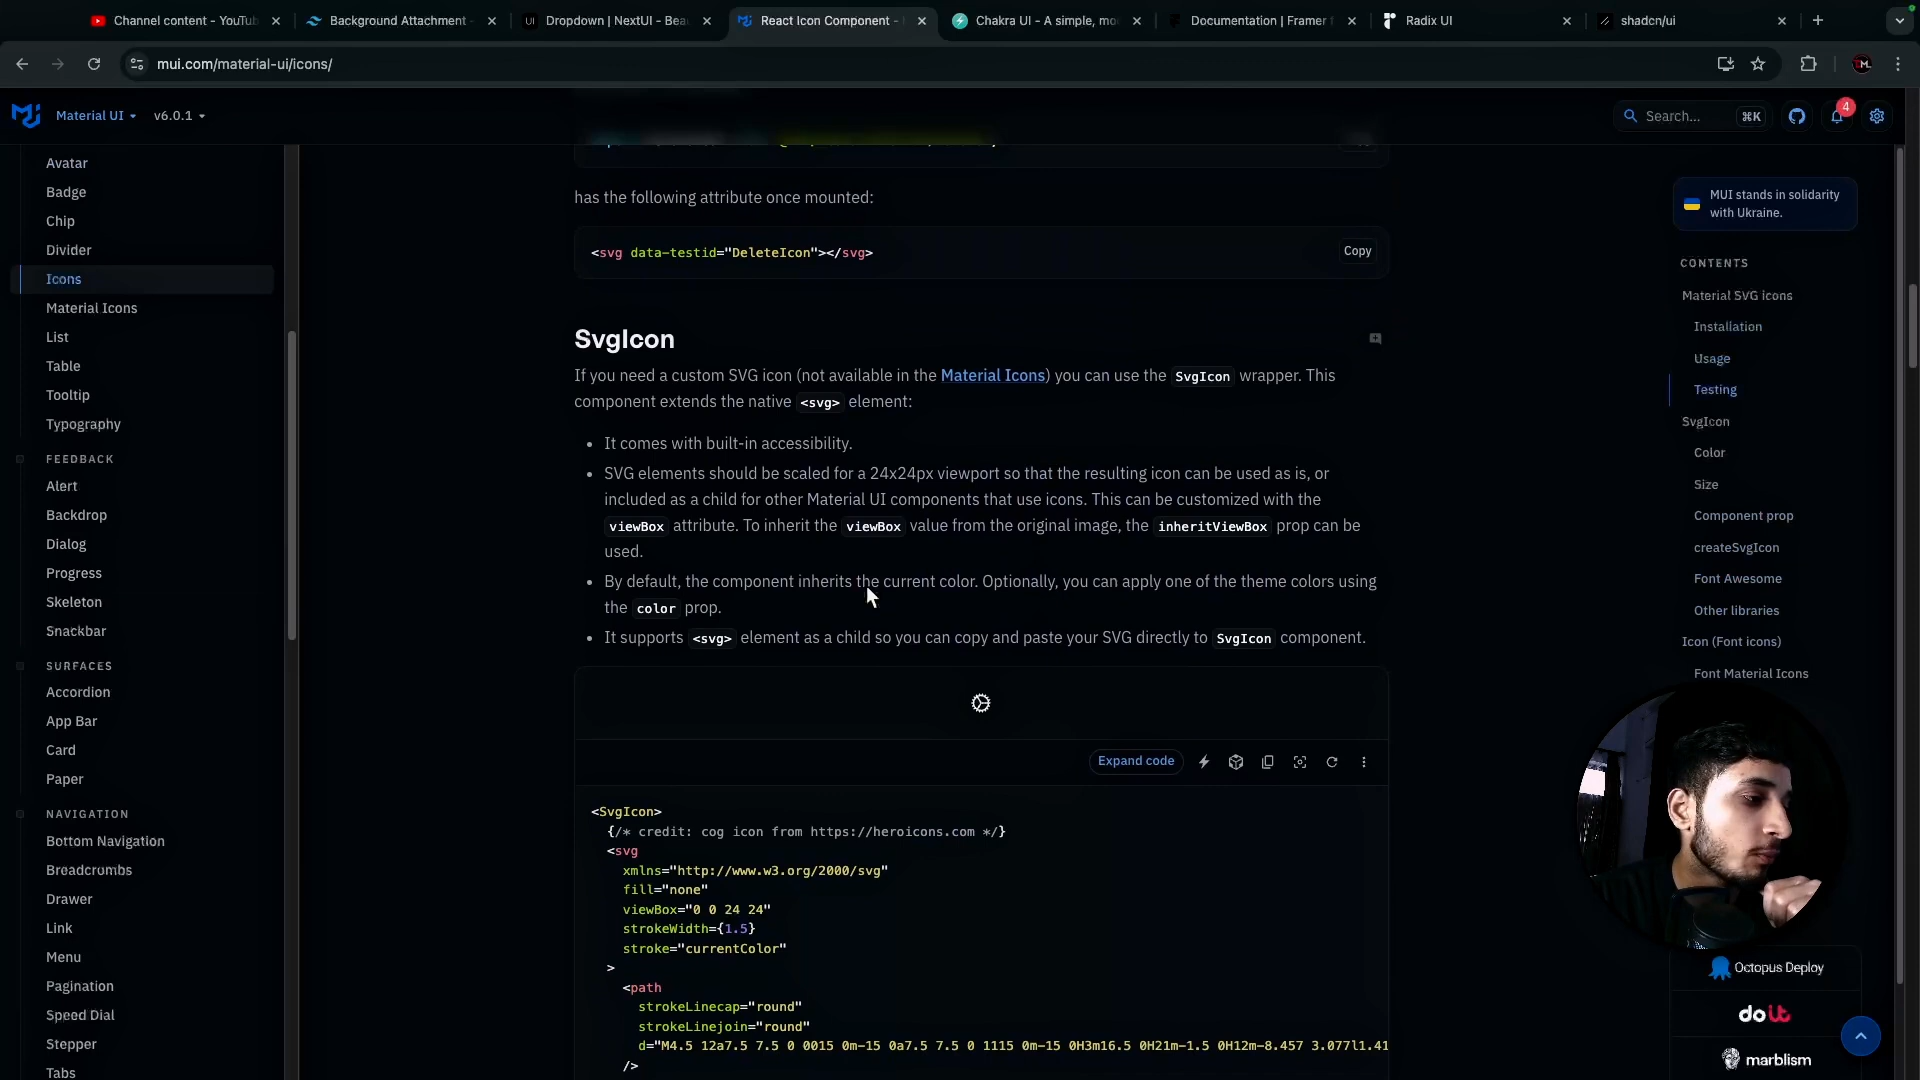 Channel content - YouTub
Background Attachment -
Dropdown | NextUI - Beau
React Icon Component -
Chakra UI - A simple, mo
Documentation | Framer f
Radix UI
shadcn/ui
mui.com/material-ui/icons/
Material UI
v6.0.1
Search...
⌘K
4
Avatar
Badge
Chip
Divider
Icons
Material Icons
List
Table
Tooltip
Typography
FEEDBACK
Alert
Backdrop
Dialog
Progress
Skeleton
Snackbar
SURFACES
Accordion
App Bar
Card
Paper
NAVIGATION
Bottom Navigation
Breadcrumbs
Drawer
Link
Menu
Pagination
Speed Dial
Stepper
Tabs
has the following attribute once mounted:
<svg data-testid="DeleteIcon"></svg>
Copy
SvgIcon
If you need a custom SVG icon (not available in the Material Icons) you can use the SvgIcon wrapper. This
component extends the native <svg> element:
• It comes with built-in accessibility.
• SVG elements should be scaled for a 24x24px viewport so that the resulting icon can be used as is, or
included as a child for other Material UI components that use icons. This can be customized with the
viewBox attribute. To inherit the viewBox value from the original image, the inheritViewBox prop can be
used.
• By default, the component inherits the current color. Optionally, you can apply one of the theme colors using
the color prop.
• It supports <svg> element as a child so you can copy and paste your SVG directly to SvgIcon component.
Expand code
<SvgIcon>
{/* credit: cog icon from https://heroicons.com */}
<svg
xmlns="http://www.w3.org/2000/svg"
fill="none"
viewBox="0 0 24 24"
strokeWidth={1.5}
stroke="currentColor"
>
<path
strokeLinecap="round"
strokeLinejoin="round"
d="M4.5 12a7.5 7.5 0 0015 0m-15 0a7.5 7.5 0 1115 0m-15 0H3m16.5 0H21m-1.5 0H12m-8.457 3.077l1.41
/>
MUI stands in solidarity
with Ukraine.
CONTENTS
Material SVG icons
Installation
Usage
Testing
SvgIcon
Color
Size
Component prop
createSvgIcon
Font Awesome
Other libraries
Icon (Font icons)
Font Material Icons
Octopus Deploy
doit
marblism